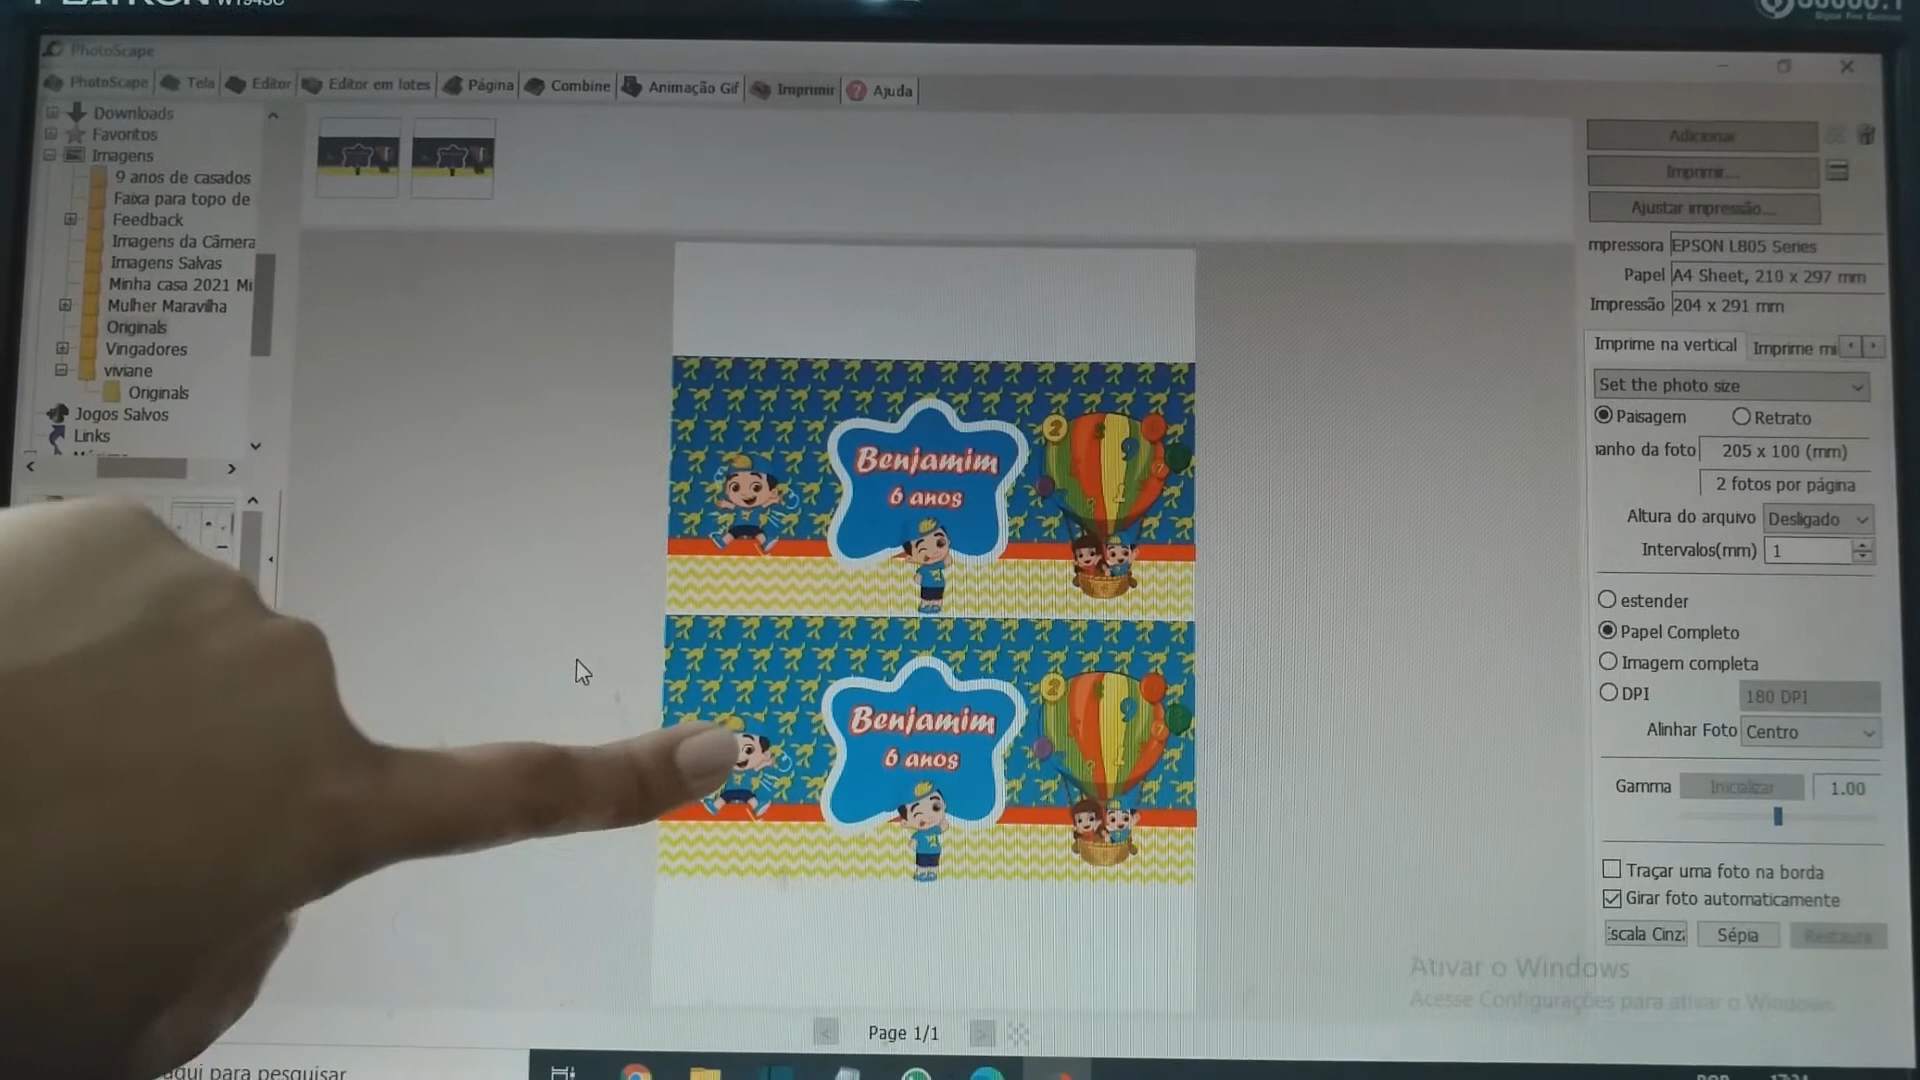 W1943C
PhotoScape
PhotoScape
Tela
Editor
Editor em lotes
Página
Combine
Animação Gif
Imprimir
Ajuda
Downloads
Favoritos
Imagens
9 anos de casados
Faixa para topo de
Feedback
Imagens da Câmera
Imagens Salvas
Minha casa 2021 Mi
Mulher Maravilha
Originals
Vingadores
viviane
Originals
Jogos Salvos
Links
Benjamim
6 anos
Benjamim
6 anos
Page 1/1
Adicionar
Imprimir...
Ajustar impressão...
mpressora EPSON L805 Series
Papel A4 Sheet, 210 x 297 mm
Impressão 204 x 291 mm
Imprime na vertical
Imprime mi
Set the photo size
Paisagem
Retrato
anho da foto 205 x 100 (mm)
2 fotos por página
Altura do arquivo Desligado
Intervalos(mm) 1
estender
Papel Completo
Imagem completa
DPI 180 DPI
Alinhar Foto Centro
Gamma Inicializar 1.00
Traçar uma foto na borda
Girar foto automaticamente
Escala Cinz
Sépia
Restaura
Ativar o Windows
Acesse Configurações para ativar o Windows.
aqui para pesquisar